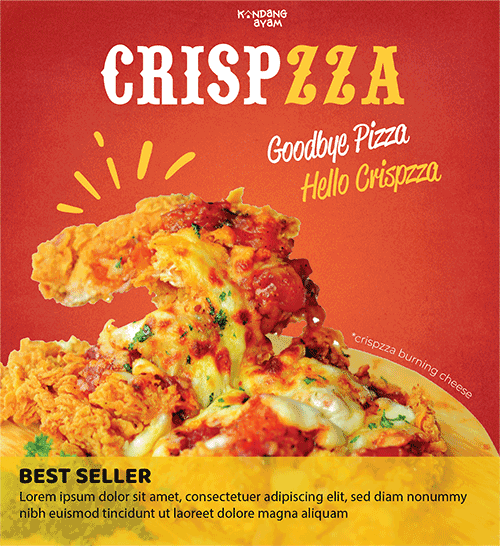 KANDANG
AYAM
CRISPZZA
Goodbye Pizza
Hello Crispzza
*crispzza burning cheese
BEST SELLER
Lorem ipsum dolor sit amet, consectetuer adipiscing elit, sed diam nonummy
nibh euismod tincidunt ut laoreet dolore magna aliquam